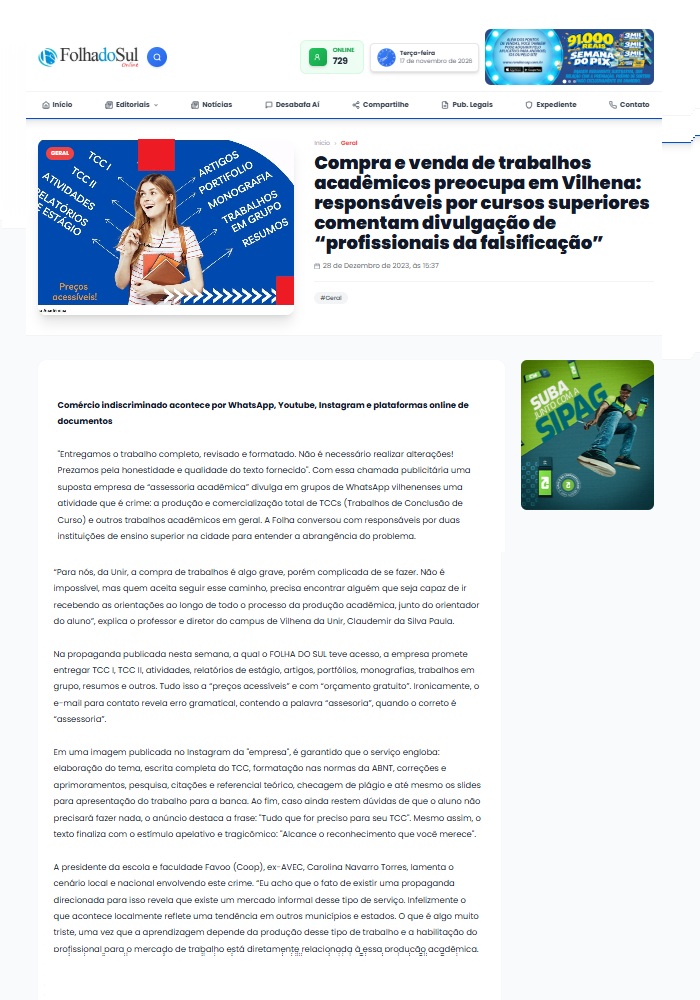 FolhadoSul
Online
ONLINE
729
Terça-feira
17 de novembro de 2026
91.000
REAIS
SEMANA
DO PIX
3MIL
3MIL
3MIL
Início
Editoriais
Notícias
Desabafa Aí
Compartilhe
Pub. Legais
Expediente
Contato
GERAL
TCC I
TCC II
ATIVIDADES
RELATÓRIOS
E ESTÁGIO
ARTIGOS
PORTIFOLIO
MONOGRAFIA
TRABALHOS
EM GRUPO
RESUMOS
Preços
acessíveis!
Início > Geral
Compra e venda de trabalhos
acadêmicos preocupa em Vilhena:
responsáveis por cursos superiores
comentam divulgação de
“profissionais da falsificação”
28 de Dezembro de 2023, às 15:37
#Geral
SUBA
JUNTO COM A
SIPAG
Comércio indiscriminado acontece por WhatsApp, Youtube, Instagram e plataformas online de
documentos
"Entregamos o trabalho completo, revisado e formatado. Não é necessário realizar alterações!
Prezamos pela honestidade e qualidade do texto fornecido". Com essa chamada publicitária uma
suposta empresa de “assessoria acadêmica” divulga em grupos de WhatsApp vilhenenses uma
atividade que é crime: a produção e comercialização total de TCCs (Trabalhos de Conclusão de
Curso) e outros trabalhos acadêmicos em geral. A Folha conversou com responsáveis por duas
instituições de ensino superior na cidade para entender a abrangência do problema.
“Para nós, da Unir, a compra de trabalhos é algo grave, porém complicada de se fazer. Não é
impossível, mas quem aceita seguir esse caminho, precisa encontrar alguém que seja capaz de ir
recebendo as orientações ao longo de todo o processo da produção acadêmica, junto do orientador
do aluno”, explica o professor e diretor do campus de Vilhena da Unir, Claudemir da Silva Paula.
Na propaganda publicada nesta semana, a qual o FOLHA DO SUL teve acesso, a empresa promete
entregar TCC I, TCC II, atividades, relatórios de estágio, artigos, portfólios, monografias, trabalhos em
grupo, resumos e outros. Tudo isso a “preços acessíveis” e com “orçamento gratuito”. Ironicamente, o
e-mail para contato revela erro gramatical, contendo a palavra “assesoria”, quando o correto é
“assessoria”.
Em uma imagem publicada no Instagram da "empresa", é garantido que o serviço engloba:
elaboração do tema, escrita completa do TCC, formatação nas normas da ABNT, correções e
aprimoramentos, pesquisa, citações e referencial teórico, checagem de plágio e até mesmo os slides
para apresentação do trabalho para a banca. Ao fim, caso ainda restem dúvidas de que o aluno não
precisará fazer nada, o anúncio destaca a frase: "Tudo que for preciso para seu TCC". Mesmo assim, o
texto finaliza com o estímulo apelativo e tragicômico: "Alcance o reconhecimento que você merece".
A presidente da escola e faculdade Favoo (Coop), ex-AVEC, Carolina Navarro Torres, lamenta o
cenário local e nacional envolvendo este crime. “Eu acho que o fato de existir uma propaganda
direcionada para isso revela que existe um mercado informal desse tipo de serviço. Infelizmente o
que acontece localmente reflete uma tendência em outros municípios e estados. O que é algo muito
triste, uma vez que a aprendizagem depende da produção desse tipo de trabalho e a habilitação do
profissional para o mercado de trabalho está diretamente relacionada á essa produção acadêmica.